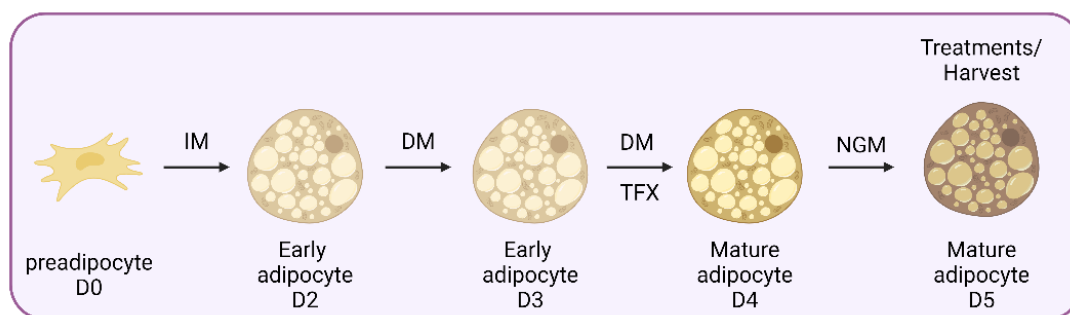 Treatments/
Harvest
IM
DM
DM
TFX
NGM
preadipocyte
D0
Early
adipocyte
D2
Early
adipocyte
D3
Mature
adipocyte
D4
Mature
adipocyte
D5